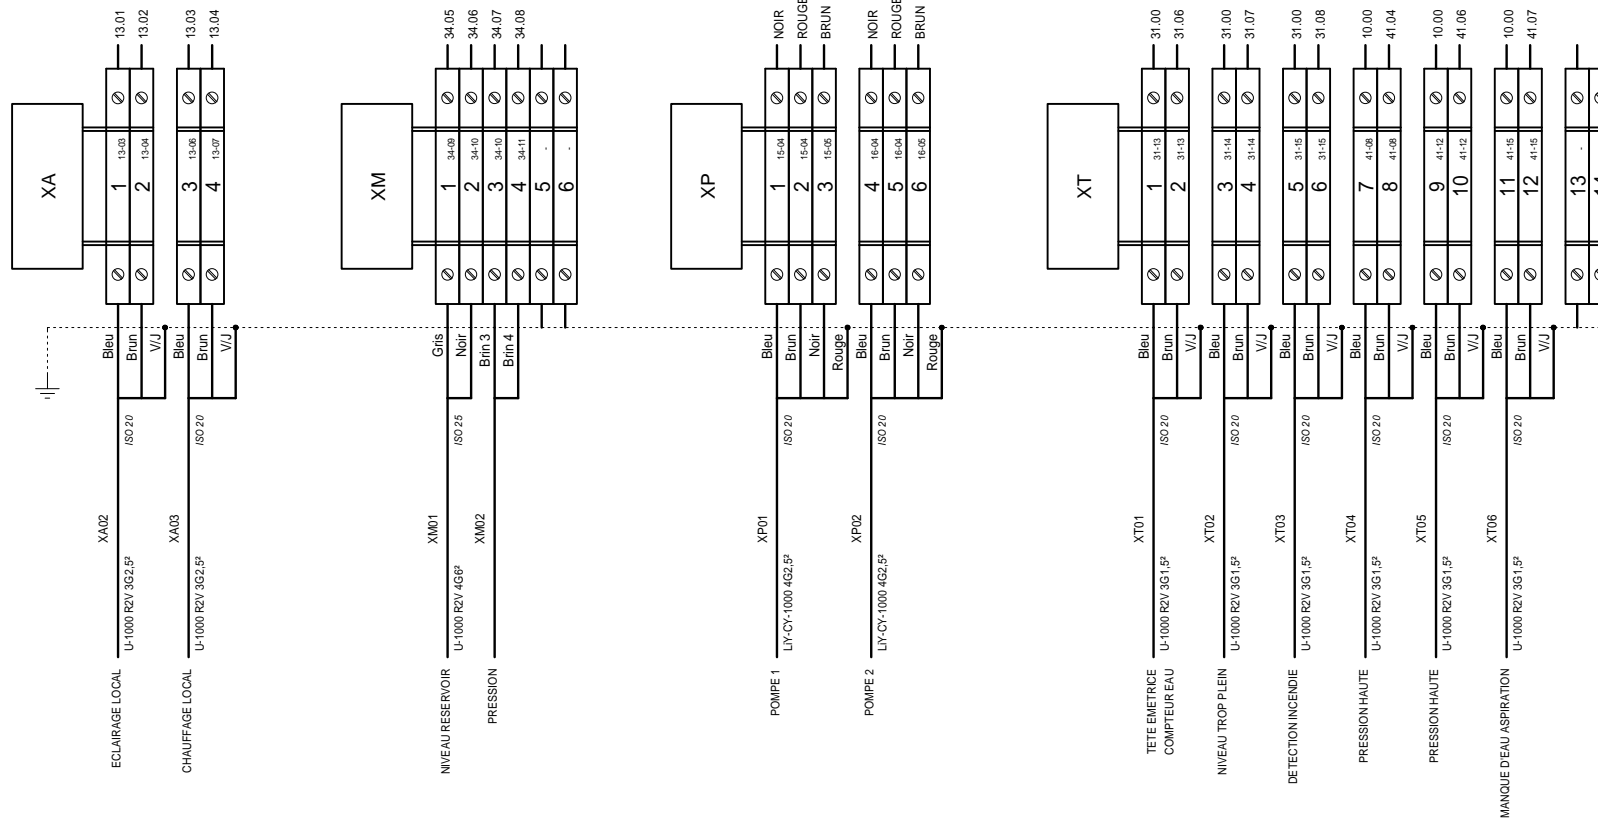 13.01
13.02
13.03
13.04
34.05
34.06
34.07
34.08
NOIR
ROUGE
BRUN
NOIR
ROUGE
BRUN
31.00
31.06
31.00
31.07
31.00
31.08
10.00
41.04
10.00
41.06
10.00
41.07
XA
XM
XP
XT
13-03
13-04
13-06
13-07
34-09
34-10
34-10
34-11
-
-
15-04
15-04
15-05
16-04
16-04
16-05
31-13
31-13
31-14
31-14
31-15
31-15
41-08
41-08
41-12
41-12
41-15
41-15
-
1
2
3
4
1
2
3
4
5
6
1
2
3
4
5
6
1
2
3
4
5
6
7
8
9
10
11
12
13
Bleu
Brun
V/J
Bleu
Brun
V/J
Gris
Noir
Brin 3
Brin 4
Bleu
Brun
Noir
Rouge
Bleu
Brun
Noir
Rouge
Bleu
Brun
V/J
Bleu
Brun
V/J
Bleu
Brun
V/J
Bleu
Brun
V/J
Bleu
Brun
V/J
Bleu
Brun
V/J
ISO 20
ISO 20
ISO 25
ISO 20
ISO 20
ISO 20
ISO 20
ISO 20
ISO 20
ISO 20
ISO 20
XA02
XA03
XM01
XM02
XP01
XP02
XT01
XT02
XT03
XT04
XT05
XT06
U-1000 R2V 3G2,5²
U-1000 R2V 3G2,5²
U-1000 R2V 4G6²
LiY-CY-1000 4G2,5²
LiY-CY-1000 4G2,5²
U-1000 R2V 3G1,5²
U-1000 R2V 3G1,5²
U-1000 R2V 3G1,5²
U-1000 R2V 3G1,5²
U-1000 R2V 3G1,5²
U-1000 R2V 3G1,5²
ECLAIRAGE LOCAL
CHAUFFAGE LOCAL
NIVEAU RESERVOIR
PRESSION
POMPE 1
POMPE 2
TETE EMETRICE
COMPTEUR EAU
NIVEAU TROP PLEIN
DETECTION INCENDIE
PRESSION HAUTE
PRESSION HAUTE
MANQUE D'EAU ASPIRATION